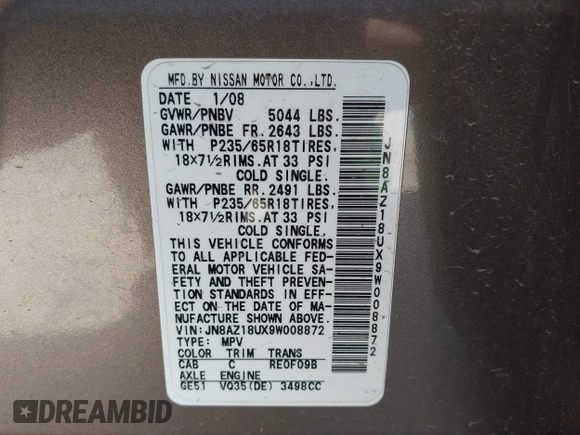 MFD.BY NISSAN MOTOR CO.,LTD.
DATE 1/08
GVWR/PNBV 5044 LBS.
GAWR/PNBE FR. 2643 LBS.
WITH P235/65R18TIRES,
18×7½RIMS.AT 33 PSI
COLD SINGLE.
GAWR/PNBE RR. 2491 LBS.
WITH P235/65R18TIRES,
18×7½RIMS.AT 33 PSI
COLD SINGLE.
THIS VEHICLE CONFORMS
TO ALL APPLICABLE FED-
ERAL MOTOR VEHICLE SA-
FETY AND THEFT PREVEN-
TION STANDARDS IN EFF-
ECT ON THE DATE OF MA-
NUFACTURE SHOWN ABOVE.
VIN:JN8AZ18UX9W008872
TYPE: MPV
COLOR TRIM TRANS
CAB C RE0F09B
AXLE ENGINE
GE51 VQ35(DE) 3498CC
JN8AZ18UX9W008872
DREAMBID